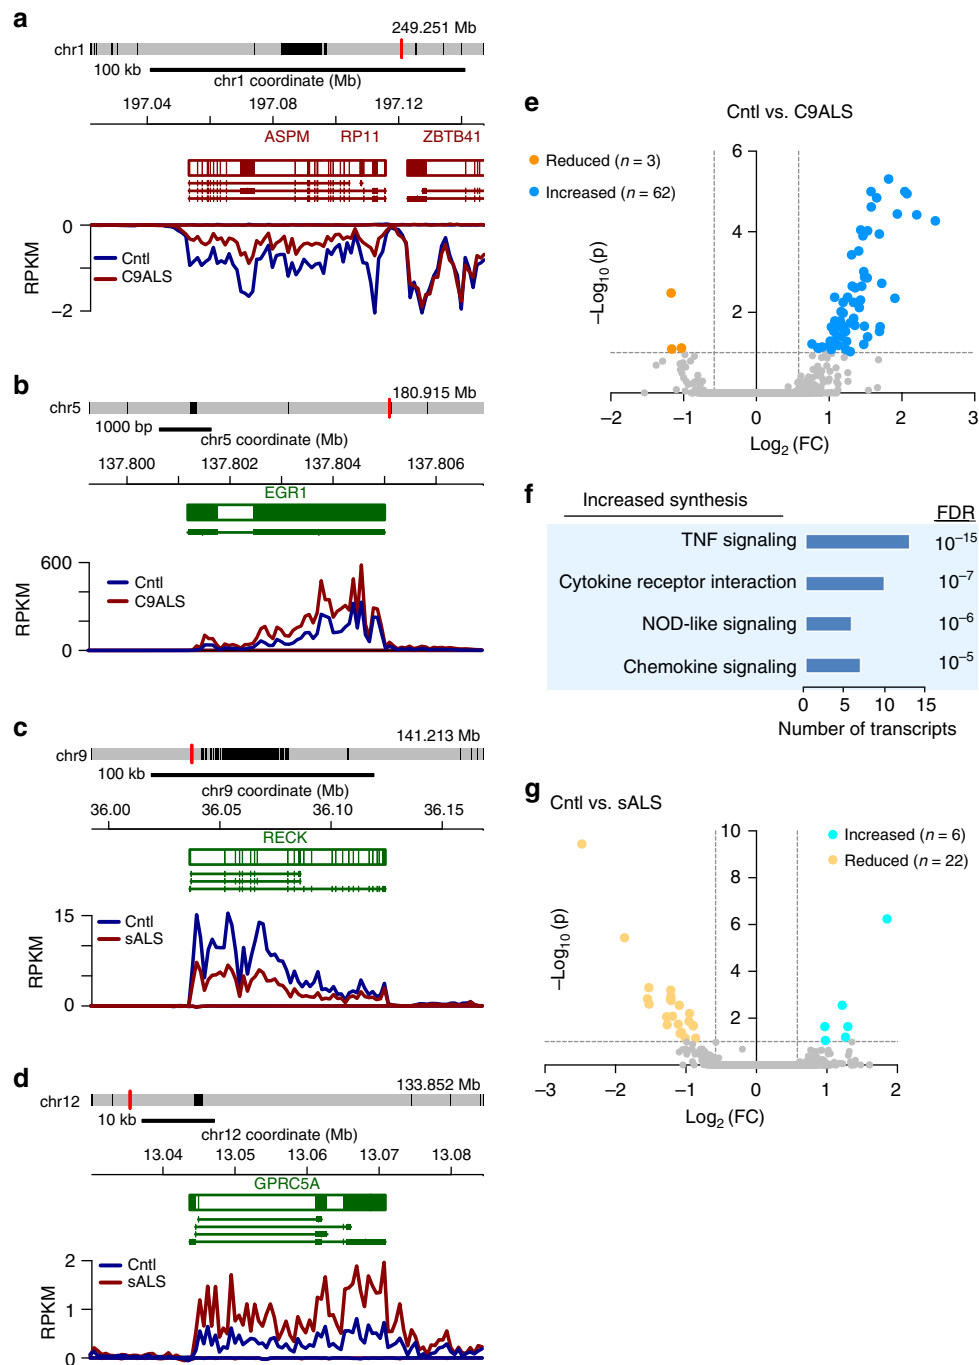 a
249.251 Mb
chr1
100 kb
chr1 coordinate (Mb)
197.04 197.08 197.12
ASPM RP11 ZBTB41
0
−2
RPKM
Cntl
C9ALS
b
180.915 Mb
chr5
1000 bp
chr5 coordinate (Mb)
137.800 137.802 137.804 137.806
EGR1
600
0
RPKM
Cntl
C9ALS
c
141.213 Mb
chr9
100 kb
chr9 coordinate (Mb)
36.00 36.05 36.10 36.15
RECK
15
0
RPKM
Cntl
sALS
d
133.852 Mb
chr12
10 kb
chr12 coordinate (Mb)
13.04 13.05 13.06 13.07 13.08
GPRC5A
2
1
0
RPKM
Cntl
sALS
e
Cntl vs. C9ALS
Reduced (n = 3)
Increased (n = 62)
6
4
2
−Log10 (p)
−2 −1 0 1 2 3
Log2 (FC)
f
Increased synthesis FDR
TNF signaling 10−15
Cytokine receptor interaction 10−7
NOD-like signaling 10−6
Chemokine signaling 10−5
0 5 10 15
Number of transcripts
g
Cntl vs. sALS
Increased (n = 6)
Reduced (n = 22)
10
8
6
4
2
−Log10 (p)
−3 −2 −1 0 1 2
Log2 (FC)